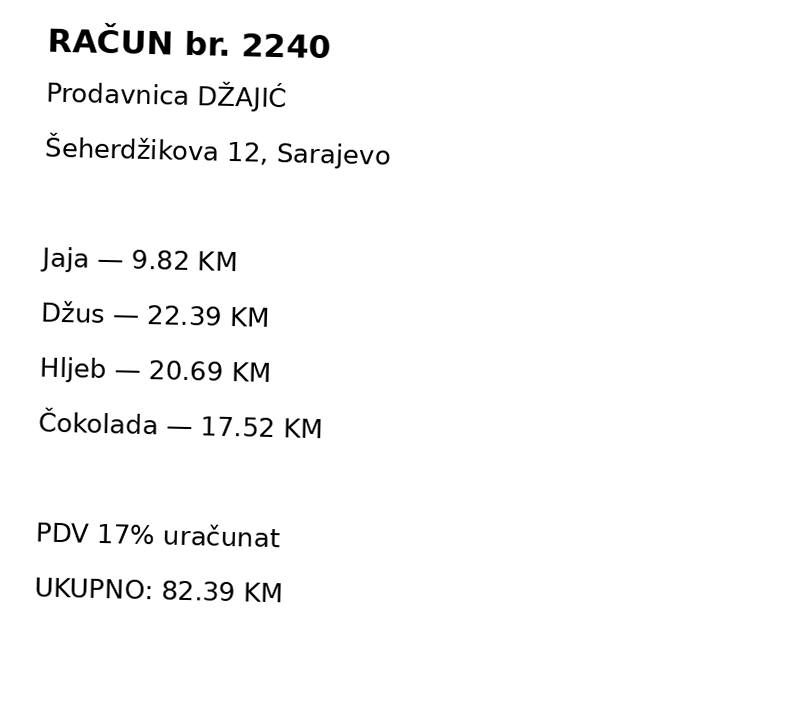 RAČUN br. 2240
Prodavnica DŽAJIĆ
Šeherdžikova 12, Sarajevo
Jaja — 9.82 KM
Džus — 22.39 KM
Hljeb — 20.69 KM
Čokolada — 17.52 KM
PDV 17% uračunat
UKUPNO: 82.39 KM